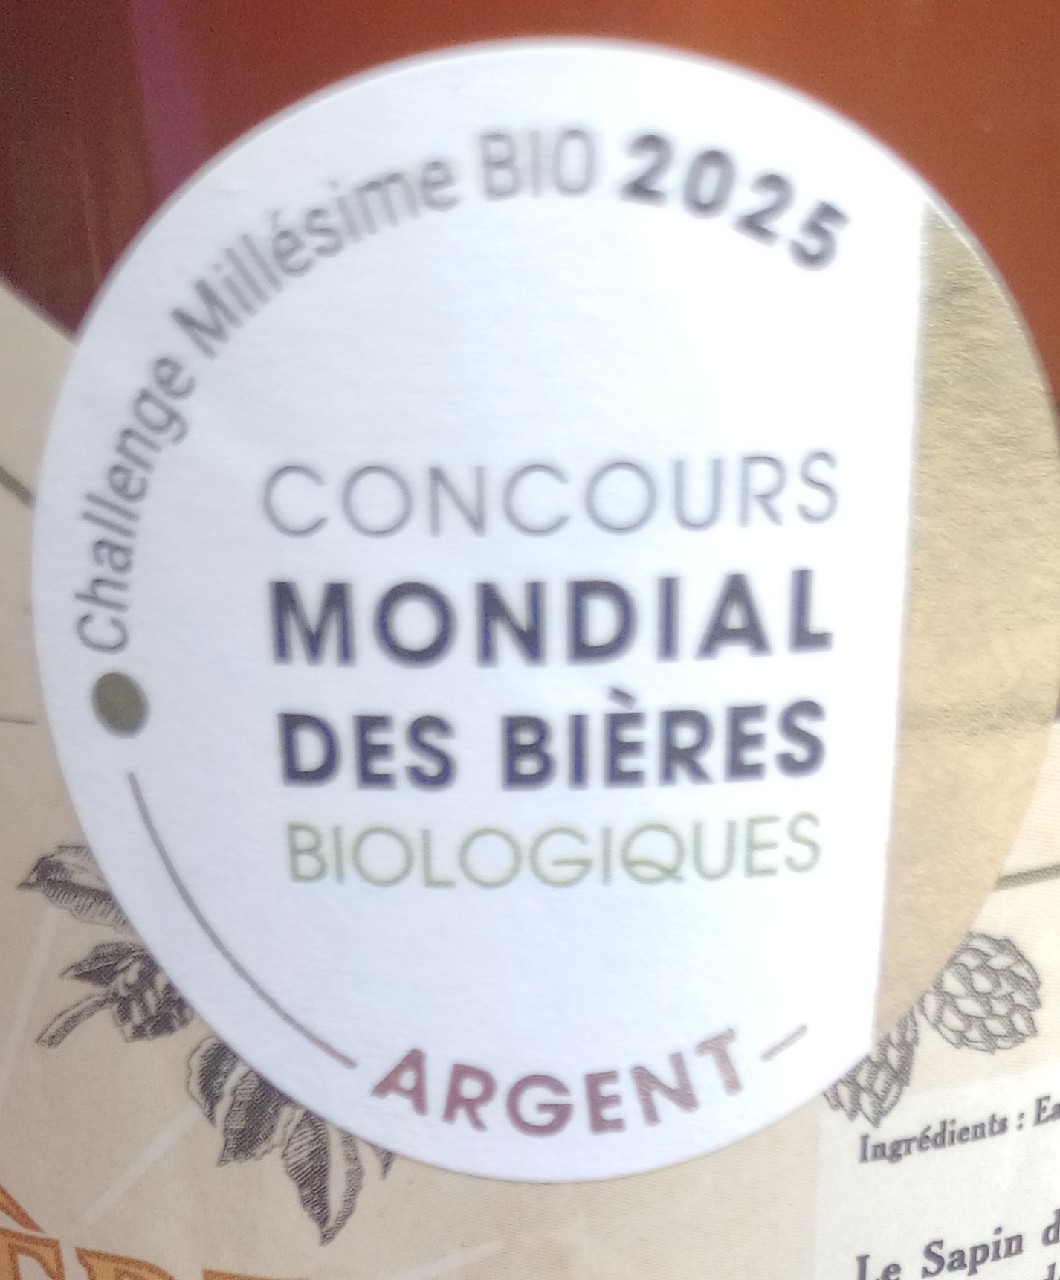 Challenge Millésime BIO 2025
CONCOURS
MONDIAL
DES BIÈRES
BIOLOGIQUES
ARGENT
Ingrédients :
Le Sapin